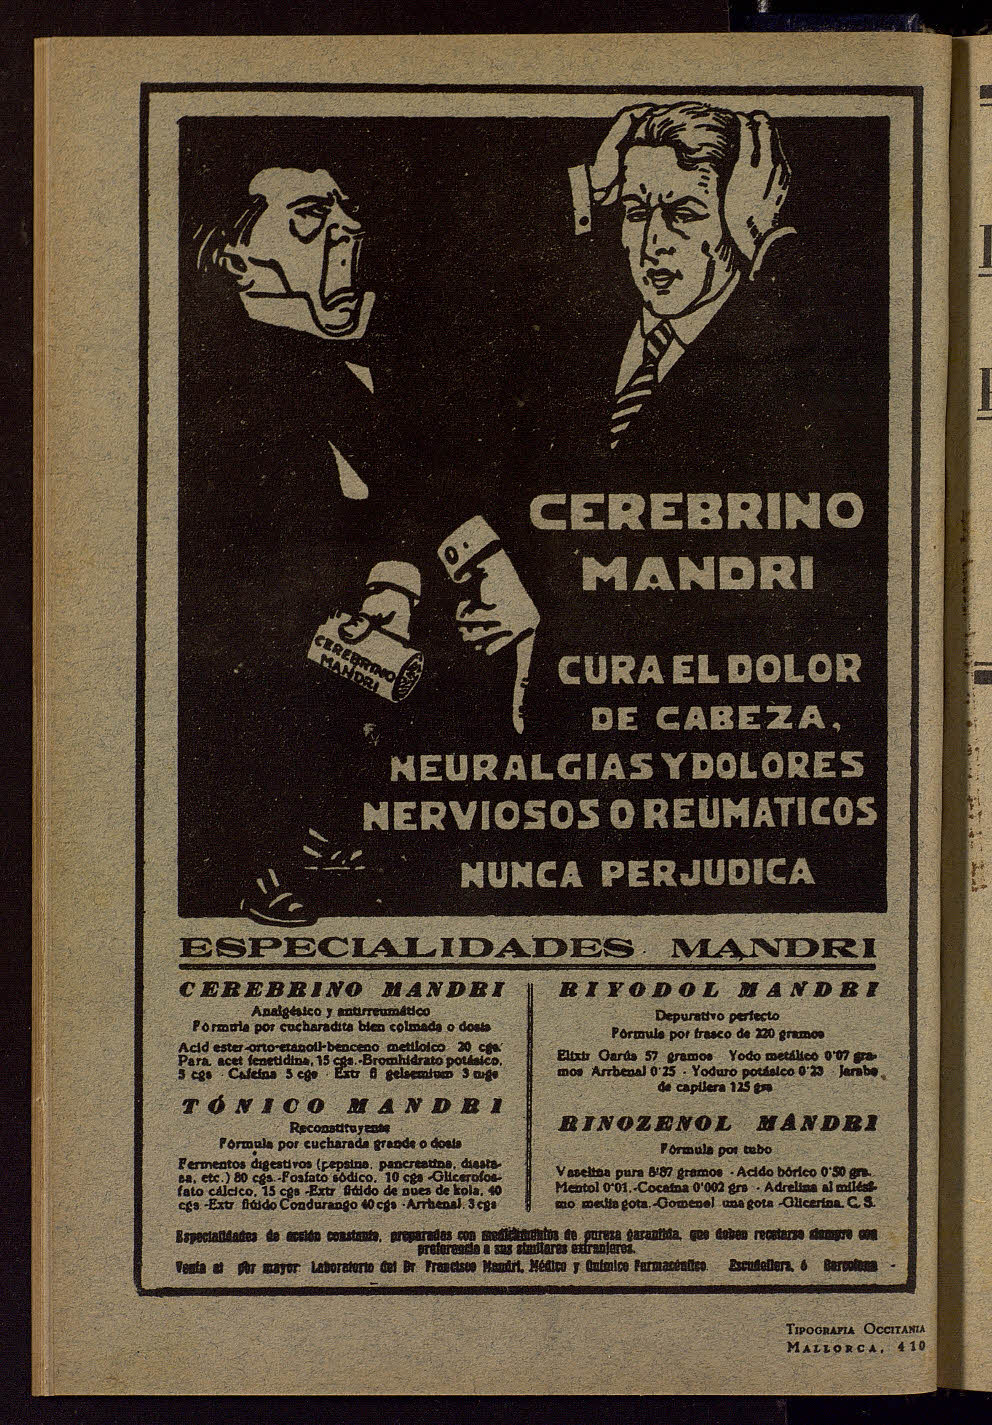 CEREBRINO
MANDRI
CEREBRINO
MANDRI
CURA EL DOLOR
DE CABEZA,
NEURALGIAS Y DOLORES
NERVIOSOS O REUMATICOS
NUNCA PERJUDICA
ESPECIALIDADES MANDRI
CEREBRINO MANDRI
Analgésico y antirreumático
Fórmula por cucharadita bien colmada o dosis
Acid ester-orto-etanoil-benceno metiloico 20 cgs.
Para. acet fenetidina, 15 cgs.-Bromhidrato potásico,
5 cgs - Cafeína 5 cgs - Extr fl gelsemium 3 mgs
TÓNICO MANDRI
Reconstituyente
Fórmula por cucharada grande o dosis
Fermentos digestivos (pepsina, pancreatina, diasta-
sa, etc.) 80 cgs.-Fosfato sódico, 10 cgs -Glicerofos-
fato cálcico, 15 cgs -Extr flúido de nues de kola, 40
cgs -Extr flúido Condurango 40 cgs -Arrhenal, 3 cgs
RIYODOL MANDRI
Depurativo perfecto
Fórmula por frasco de 220 gramos
Elixir Garús 57 gramos Yodo metálico 0'07 gra-
mos Arrhenal 0'25 - Yoduro potásico 0'23 - Jarabe
de capilera 125 grs
RINOZENOL MANDRI
Fórmula por tubo
Vaselina pura 8'87 gramos - Acido bórico 0'50 grs.
Mentol 0'01.-Cocaína 0'002 grs - Adrelina al milési-
mo media gota.-Gomenol una gota -Glicerina, C. S.
Especialidades de acción constante, preparadas con medicamentos de pureza garantida, que deben recetarse siempre con
preferencia a sus similares extranjeros.
Venta al por mayor Laboratorio del Dr Francisco Mandri, Médico y Químico Farmacéutico. Escudellers, 6 Barcelona
TIPOGRAFIA OCCITANIA
MALLORCA, 410